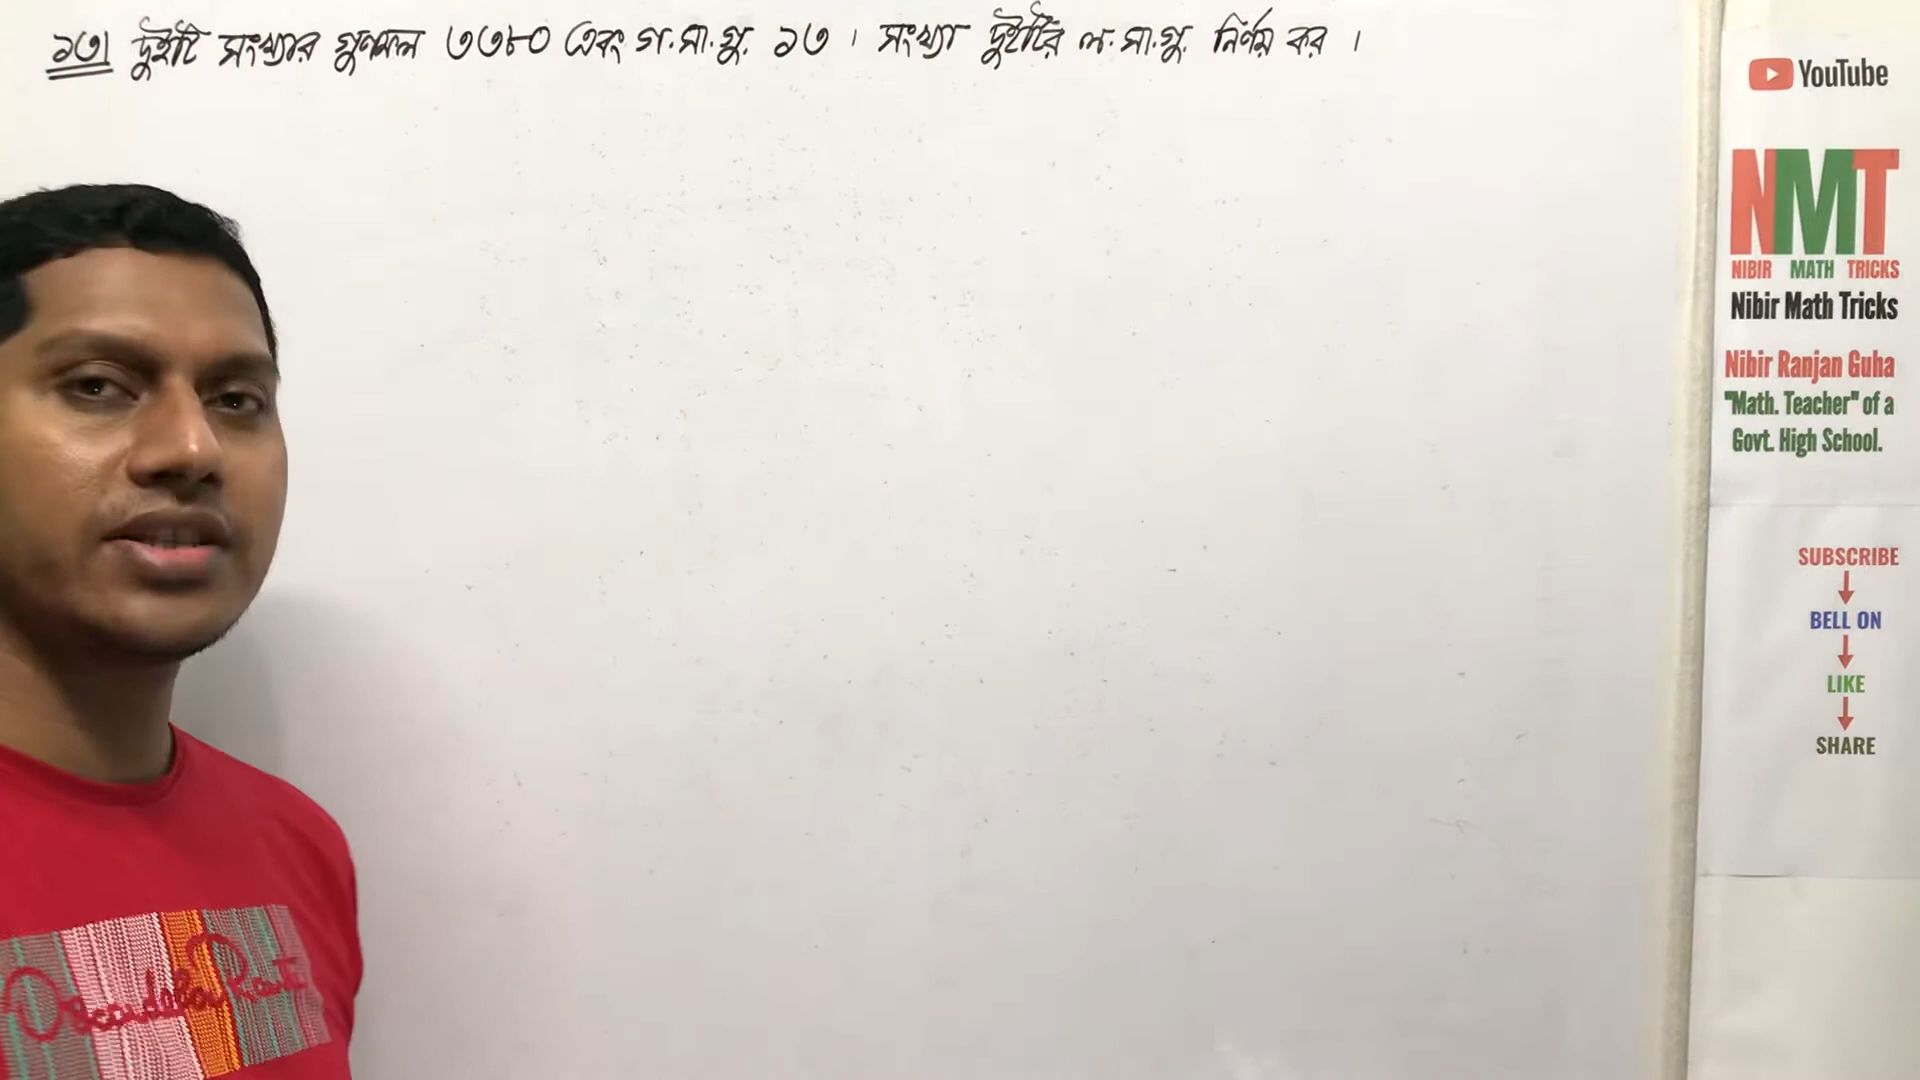 ১৩। দুইটি সংখ্যার গুণফল ৩৩৮০ এবং গ.সা.গু. ১৩। সংখ্যা দুইটির ল.সা.গু. নির্ণয় কর।
YouTube
NMT
NIBIR MATH TRICKS
Nibir Math Tricks
Nibir Ranjan Guha
"Math. Teacher" of a
Govt. High School.
SUBSCRIBE
BELL ON
LIKE
SHARE